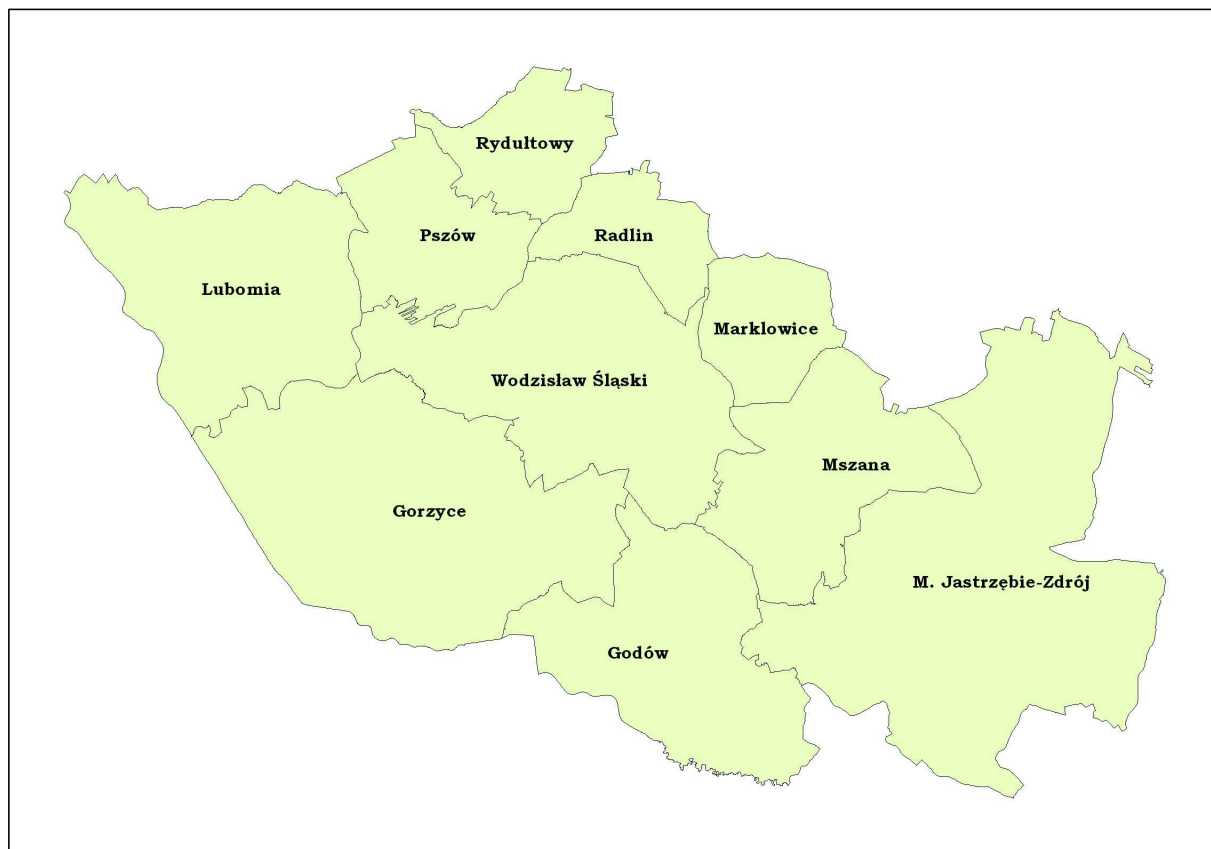 Rydułtowy
Pszów
Radlin
Lubomia
Marklowice
Wodzisław Śląski
Mszana
Gorzyce
M. Jastrzębie-Zdrój
Godów